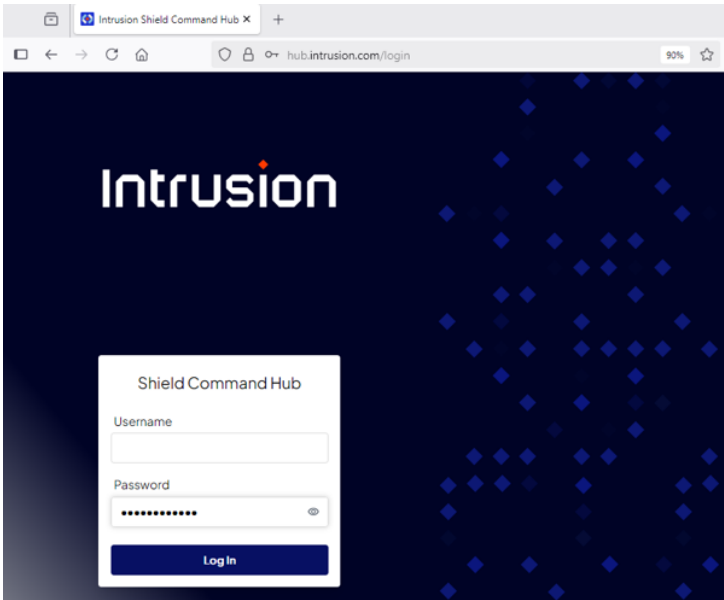 Intrusion Shield Command Hub
hub.intrusion.com/login
90%
Intrusion
Shield Command Hub
Username
Password
Log In